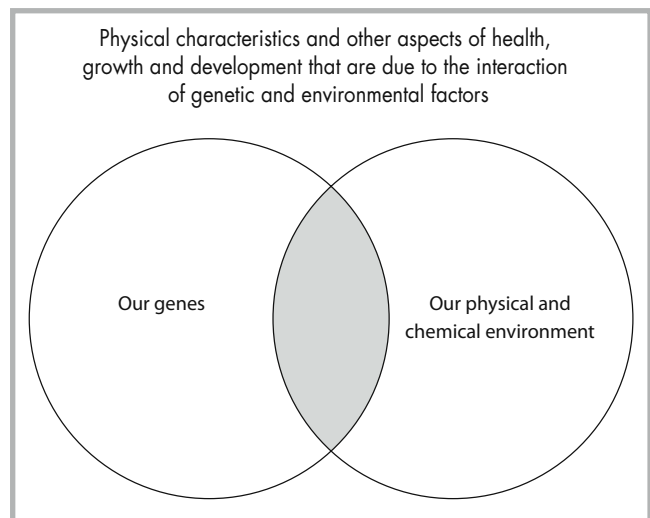 Physical characteristics and other aspects of health,
growth and development that are due to the interaction
of genetic and environmental factors
Our genes
Our physical and
chemical environment